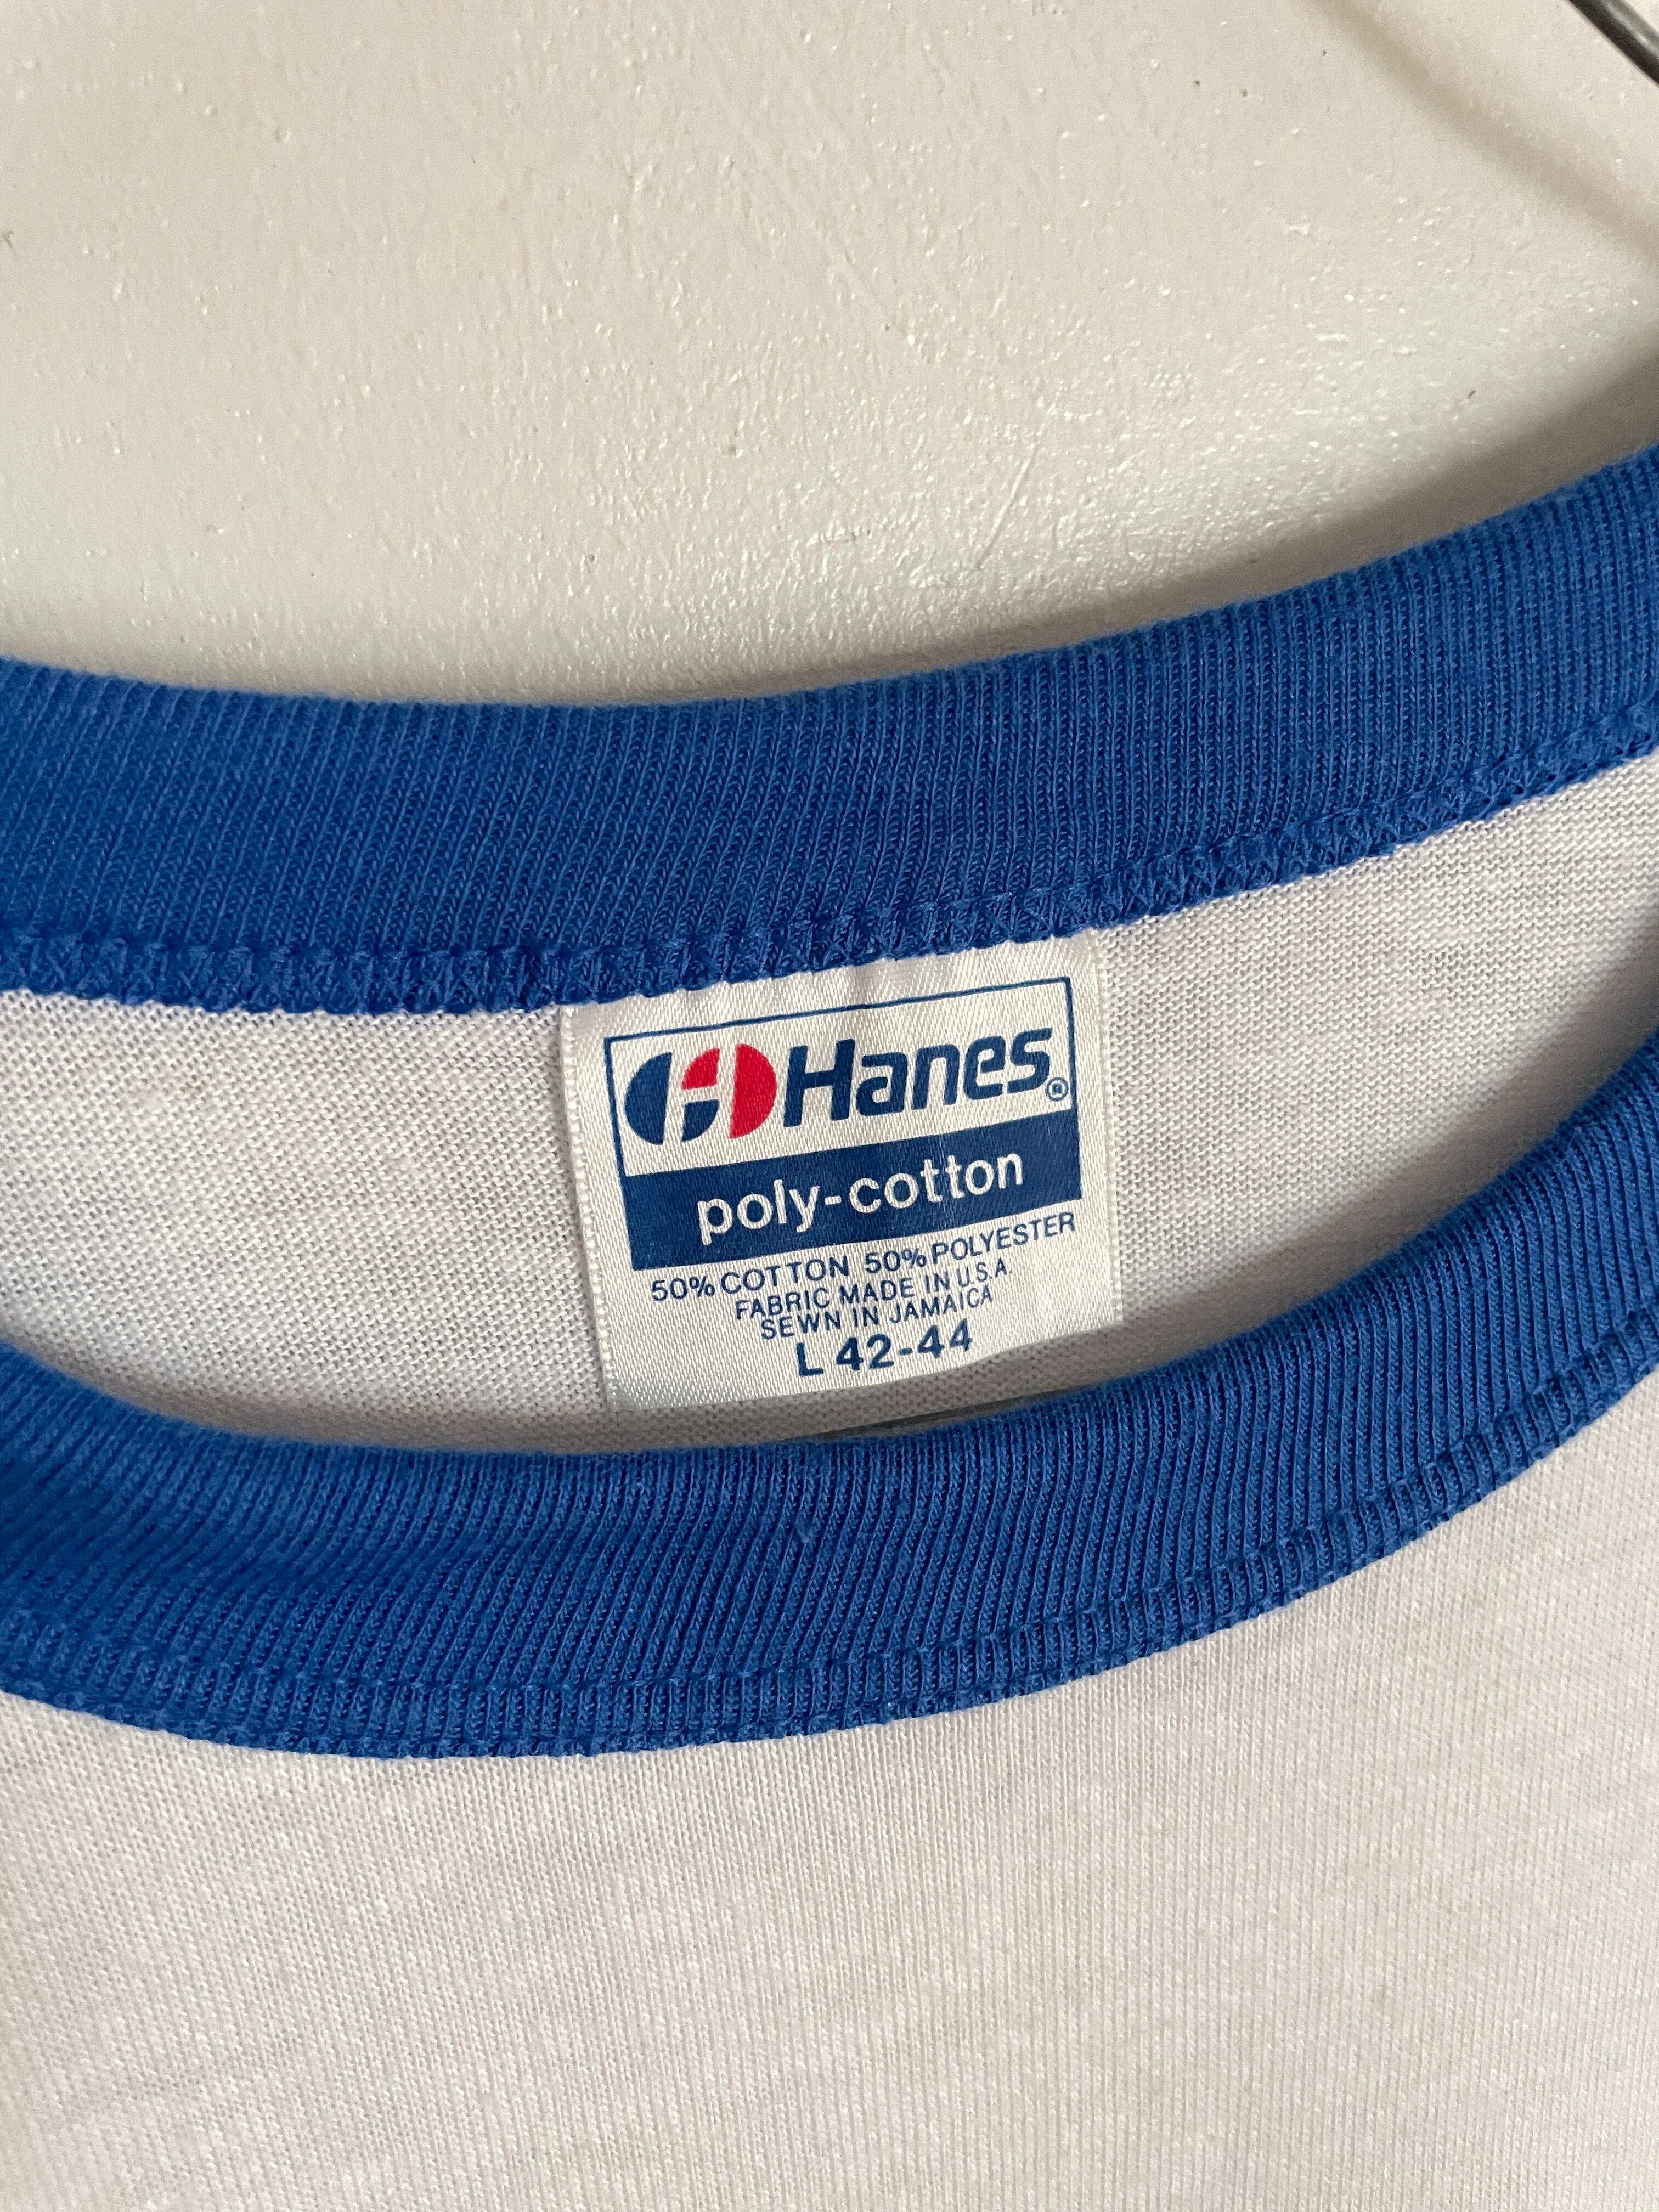 Hanes®
poly-cotton
50% COTTON 50% POLYESTER
FABRIC MADE IN U.S.A.
SEWN IN JAMAICA
L 42-44